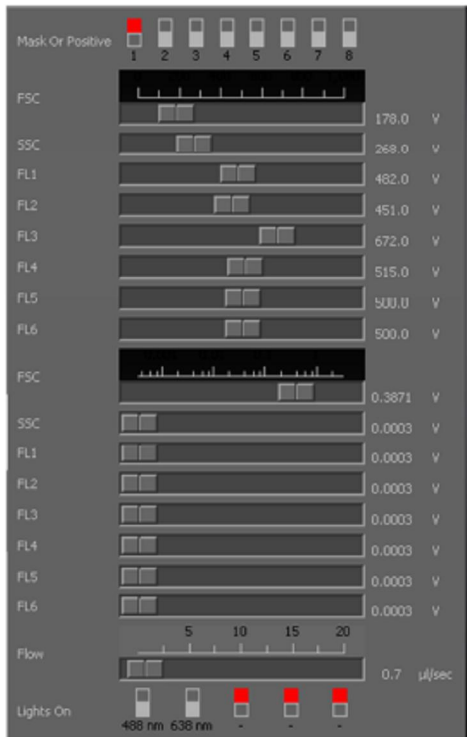 Mask Or Positive
1 2 3 4 5 6 7 8
FSC
178.0 V
SSC 268.0 V
FL1 482.0 V
FL2 451.0 V
FL3 672.0 V
FL4 515.0 V
FL5 500.0 V
FL6 500.0 V
FSC
0.3871 V
SSC 0.0003 V
FL1 0.0003 V
FL2 0.0003 V
FL3 0.0003 V
FL4 0.0003 V
FL5 0.0003 V
FL6 0.0003 V
5 10 15 20
Flow
0.7 µl/sec
Lights On
488 nm 638 nm - - -